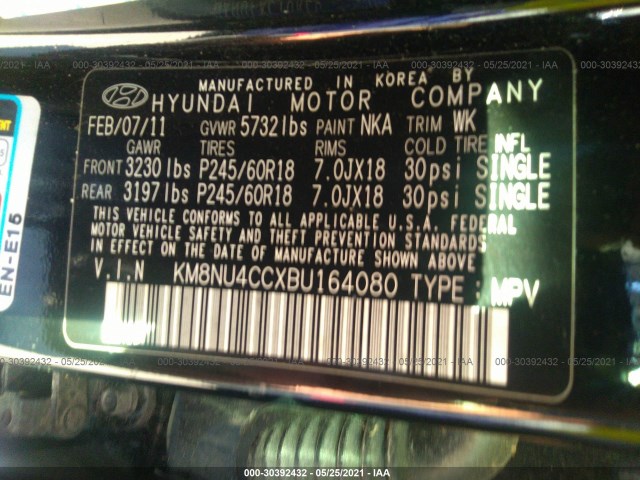 MANUFACTURED IN KOREA BY
HYUNDAI MOTOR COMPANY
FEB/07/11 GVWR 5732lbs PAINT NKA TRIM WK
GAWR TIRES RIMS COLD TIRE INFL
FRONT 3230lbs P245/60R18 7.0JX18 30psi SINGLE
REAR 3197lbs P245/60R18 7.0JX18 30psi SINGLE
THIS VEHICLE CONFORMS TO ALL APPLICABLE U.S.A. FEDERAL
MOTOR VEHICLE SAFETY AND THEFT PREVENTION STANDARDS
IN EFFECT ON THE DATE OF MANUFACTURE SHOWN ABOVE.
V.I.N KM8NU4CCXBU164080 TYPE : MPV
EN-E15
000-30392432 - 05/25/2021 - IAA